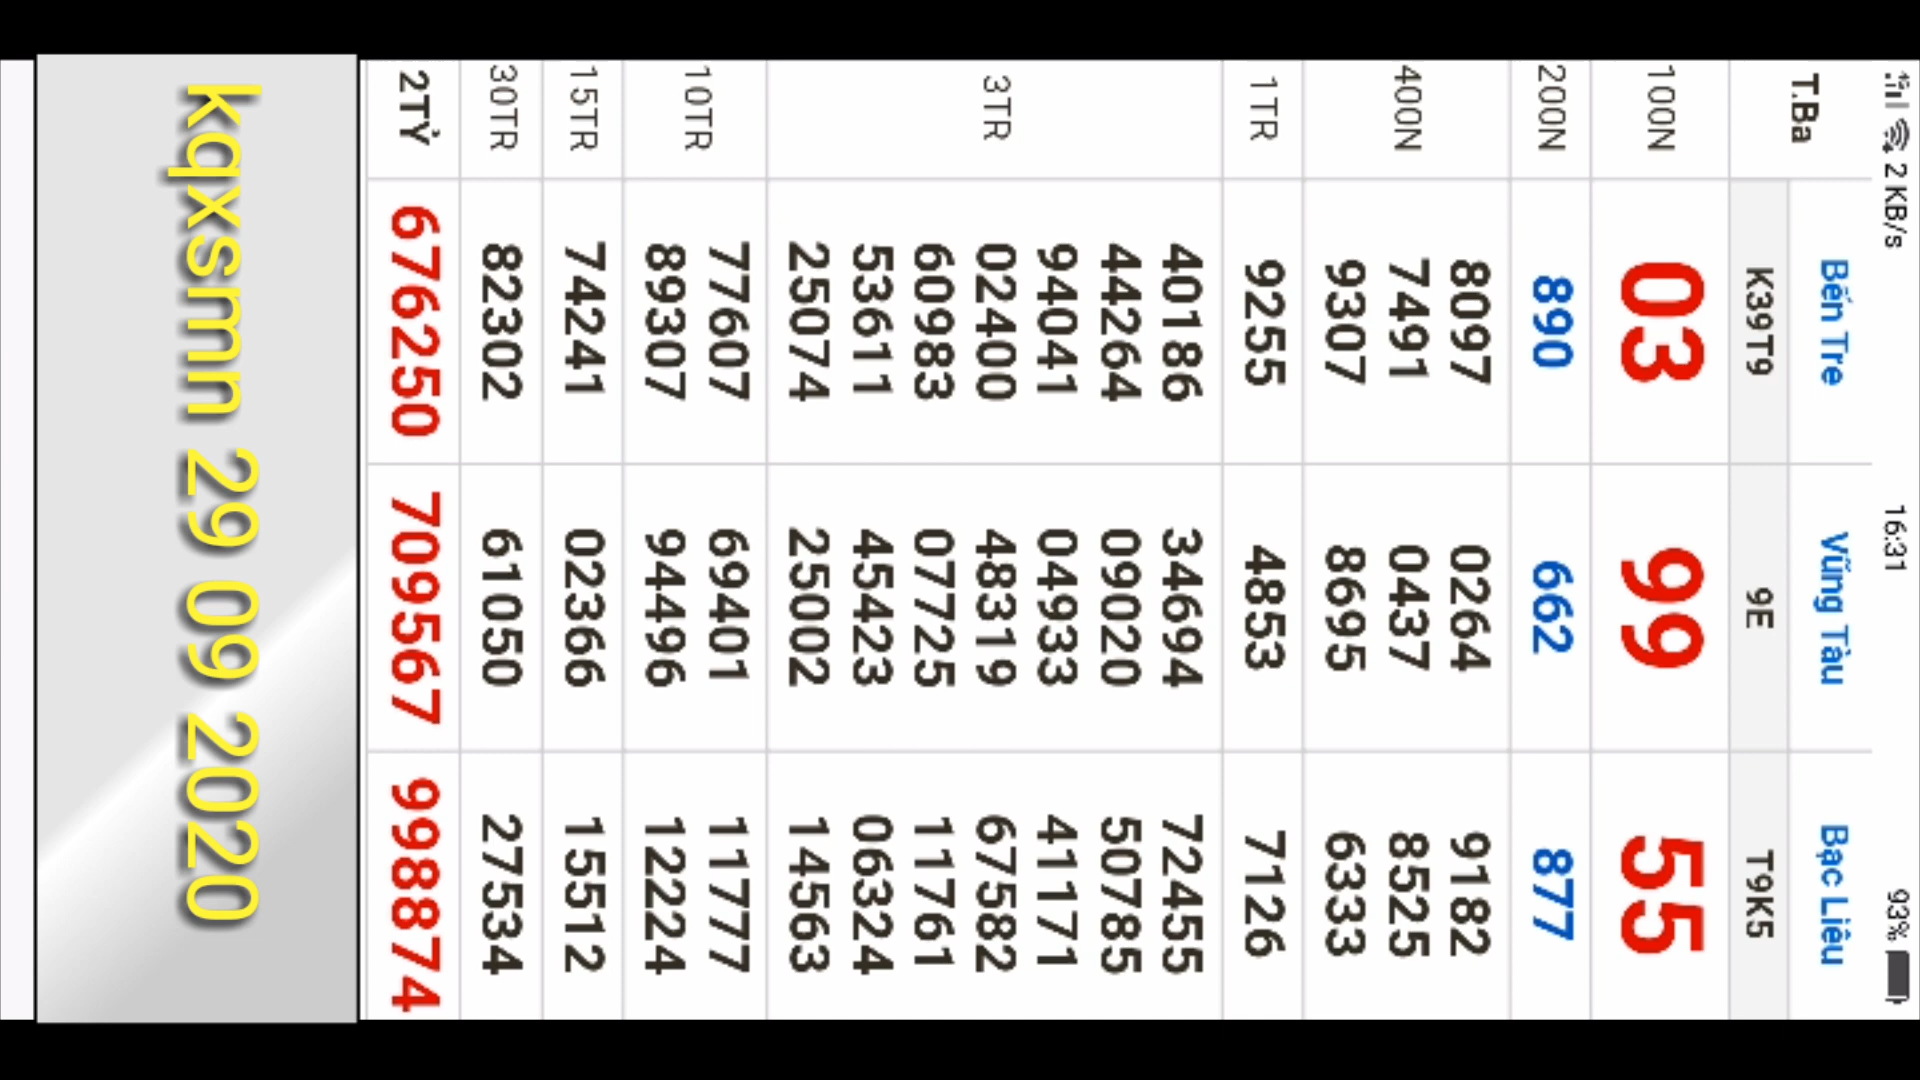 2 KB/s 16:31 93%
T.Ba Bến Tre Vũng Tàu Bạc Liêu
K39T9 9E T9K5
100N 03 99 55
200N 890 662 877
400N 8097 0264 9182
7491 0437 8525
9307 8695 6333
1TR 9255 4853 7126
3TR 40186 34694 72455
44264 09020 50785
94041 04933 41171
02400 48319 67582
60983 07725 11761
53611 45423 06324
25074 25002 14563
10TR 77607 69401 11777
89307 94496 12224
15TR 74241 02366 15512
30TR 82302 61050 27534
2TỶ 676250 709567 998874
kqxsmn 29 09 2020